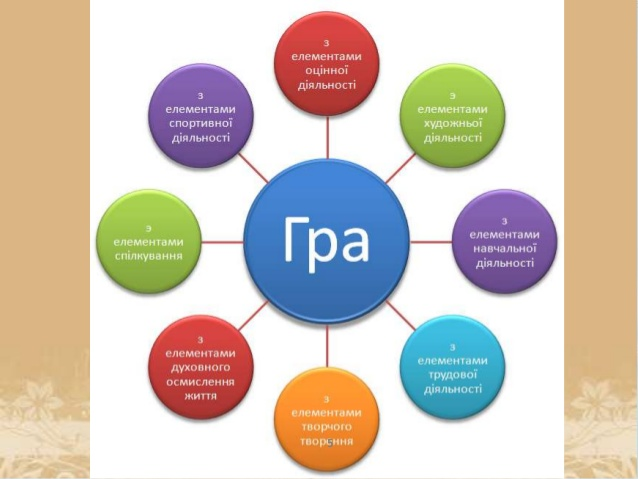 з
елементами
оцінної
діяльності
э
елементами
художньої
діяльності
з
елементами
навчальної
діяльності
з
елементами
трудової
діяльності
з
елементами
творчого
творення
5
з
елементами
духовного
осмислення
життя
э
елементами
спілкування
з
елементами
спортивної
діяльності
Гра